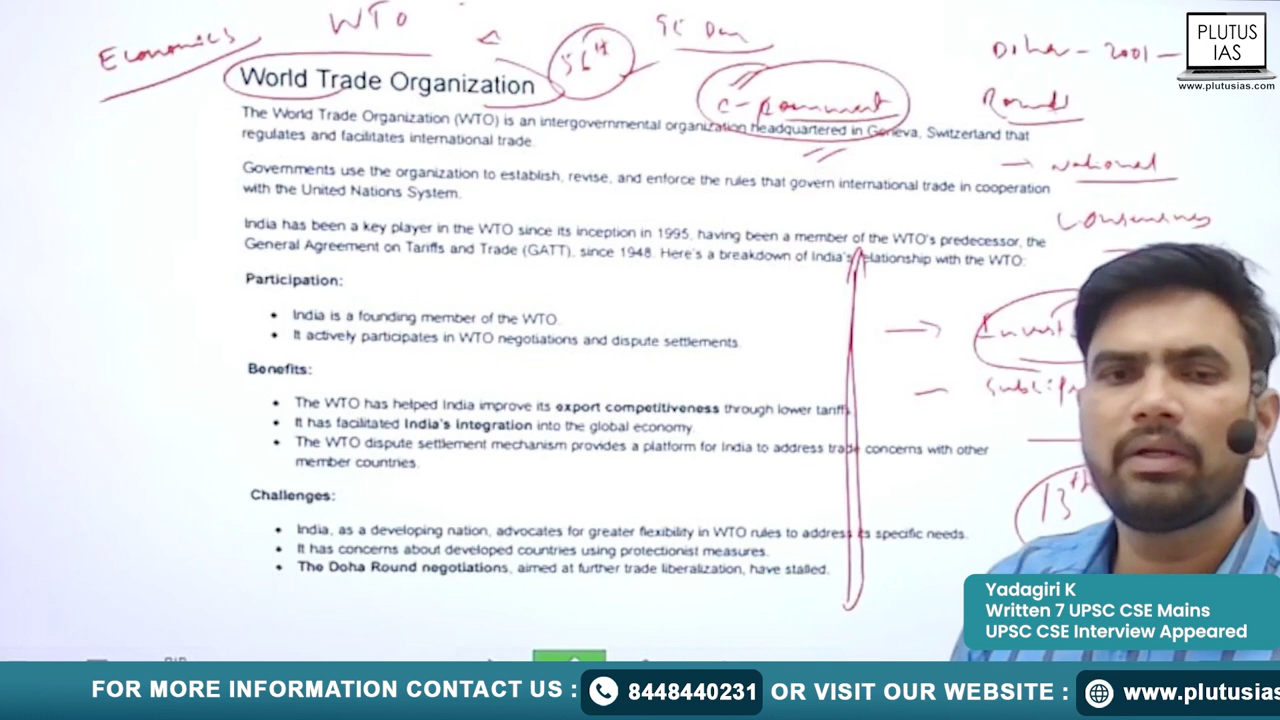 WTO
Economics
56th
Doha - 2001 -
Round
PLUTUS
IAS
www.plutusias.com
World Trade Organization
The World Trade Organization (WTO) is an intergovernmental organization headquartered in Geneva, Switzerland that
regulates and facilitates international trade.
Governments use the organization to establish, revise, and enforce the rules that govern international trade in cooperation
with the United Nations System.
→ national
Consensus
India has been a key player in the WTO since its inception in 1995, having been a member of the WTO's predecessor, the
General Agreement on Tariffs and Trade (GATT), since 1948. Here's a breakdown of India's relationship with the WTO:
Participation:
• India is a founding member of the WTO.
• It actively participates in WTO negotiations and dispute settlements.
→ Invest
Benefits:
• The WTO has helped India improve its export competitiveness through lower tariffs
• It has facilitated India's integration into the global economy.
• The WTO dispute settlement mechanism provides a platform for India to address trade concerns with other
member countries.
13th
Challenges:
• India, as a developing nation, advocates for greater flexibility in WTO rules to address its specific needs.
• It has concerns about developed countries using protectionist measures.
• The Doha Round negotiations, aimed at further trade liberalization, have stalled.
Yadagiri K
Written 7 UPSC CSE Mains
UPSC CSE Interview Appeared
FOR MORE INFORMATION CONTACT US : 8448440231 OR VISIT OUR WEBSITE : www.plutusias